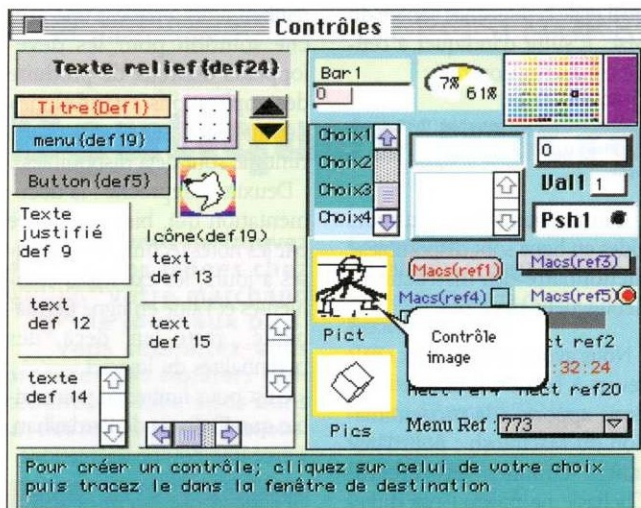 Contrôles
Texte relief{def24}
Titre{Def1}
menu{def19}
Button{def5}
Texte
justifié
def 9
Icône(def19)
text
def 13
text
def 12
text
def 15
texte
def 14
Bar1
0
7%
61%
Choix1
Choix2
Choix3
Choix4
0
Val1 1
Psh1
Macs(ref1)
Macs(ref3)
Macs(ref4)
Macs(ref5)
Pict
Contrôle
image
ct ref2
:32:24
Rect ref4
Rect ref20
Pics
Menu Ref : 773
Pour créer un contrôle; cliquez sur celui de votre choix
puis tracez le dans la fenêtre de destination